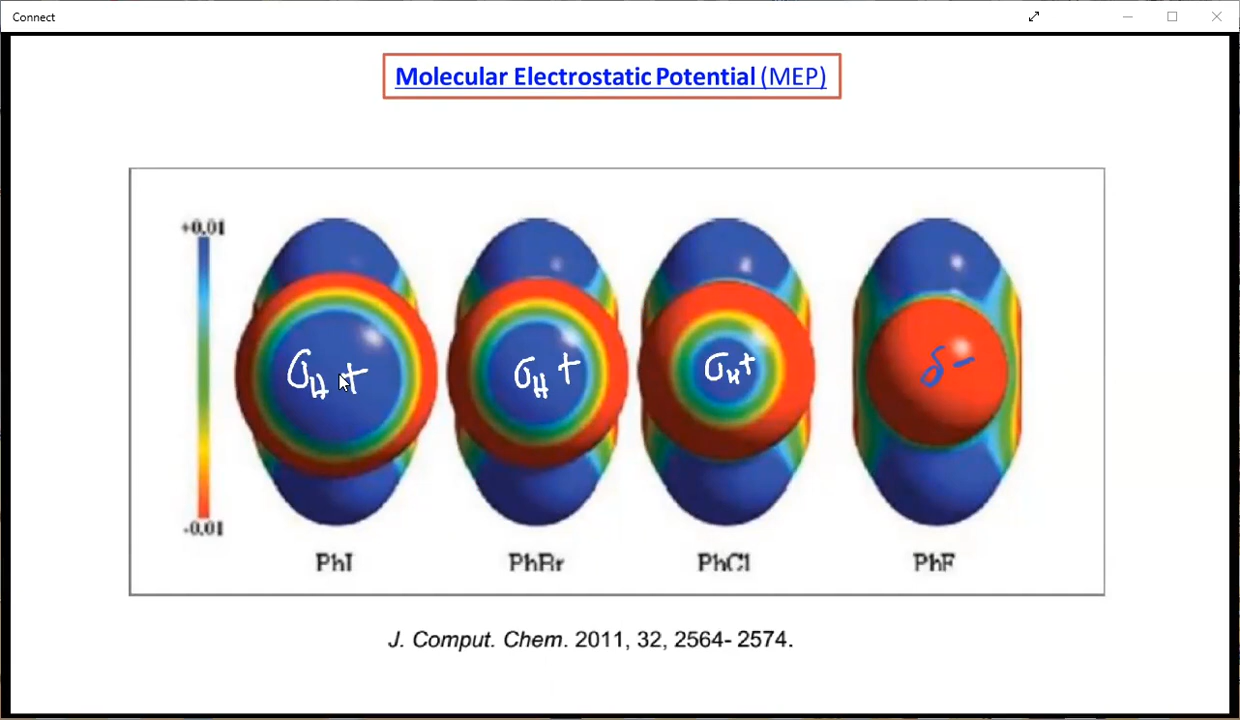 Connect
Molecular Electrostatic Potential (MEP)
+0.01
σH +
σH +
σH +
δ -
-0.01
PhI
PhBr
PhCl
PhF
J. Comput. Chem. 2011, 32, 2564- 2574.